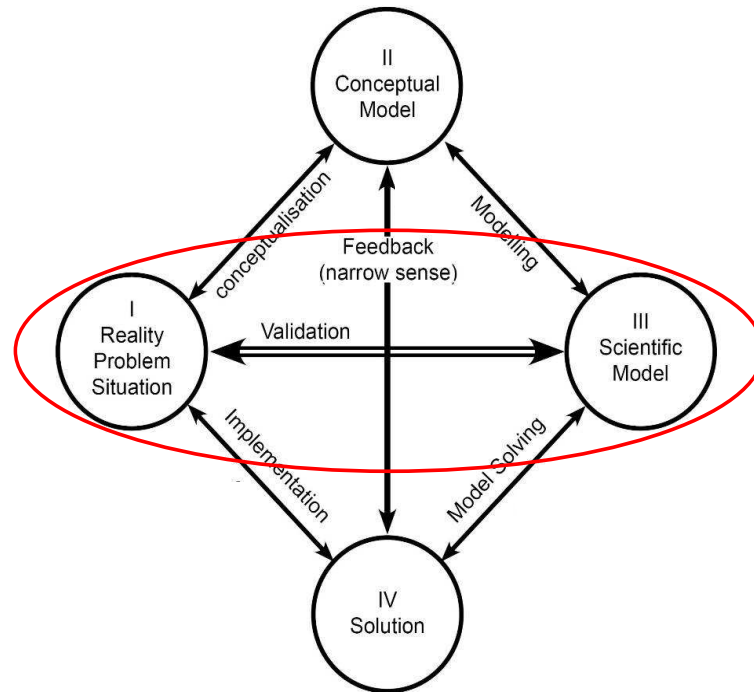 II
Conceptual
Model
conceptualisation
Modelling
Feedback
(narrow sense)
I
Reality
Problem
Situation
Validation
III
Scientific
Model
Implementation
Model Solving
IV
Solution